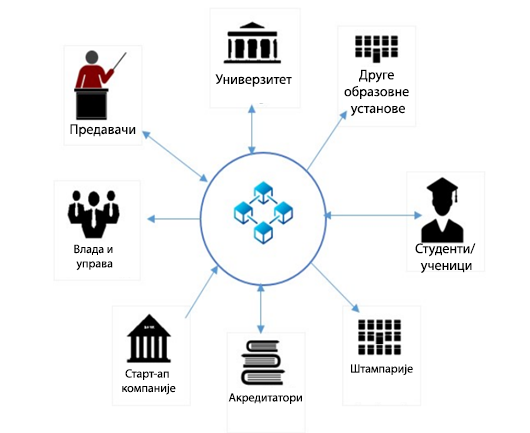 Универзитет
Друге
образовне
установе
Предавачи
Влада и
управа
Студенти/
ученици
Старт-ап
компаније
Акредитатори
Штампарије